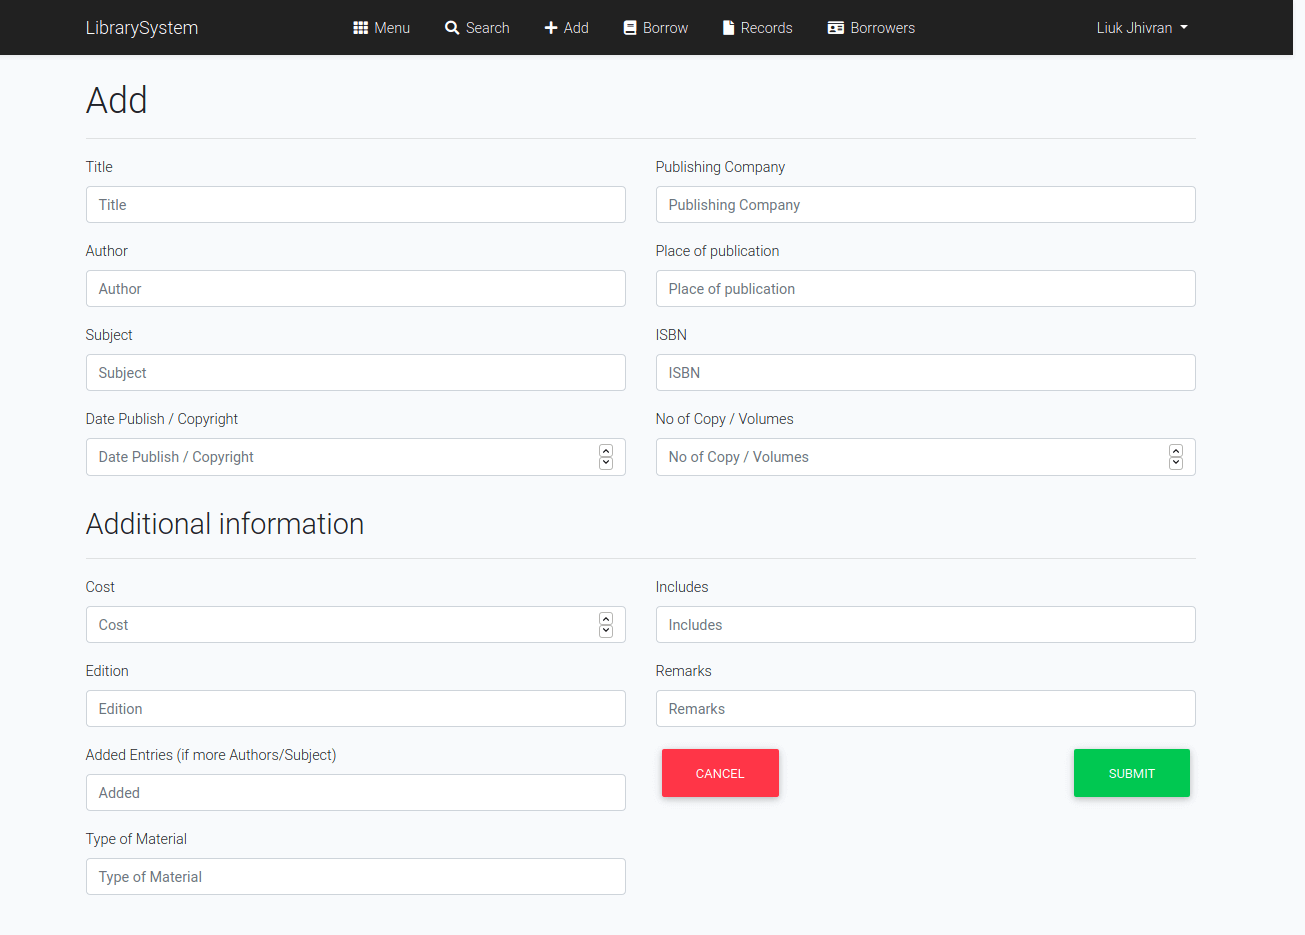 LibrarySystem Menu Search Add Borrow Records Borrowers Liuk Jhivran
Add
Title Publishing Company
Title Publishing Company
Author Place of publication
Author Place of publication
Subject ISBN
Subject ISBN
Date Publish / Copyright No of Copy / Volumes
Date Publish / Copyright No of Copy / Volumes
Additional information
Cost Includes
Cost Includes
Edition Remarks
Edition Remarks
Added Entries (if more Authors/Subject)
CANCEL SUBMIT
Added
Type of Material
Type of Material